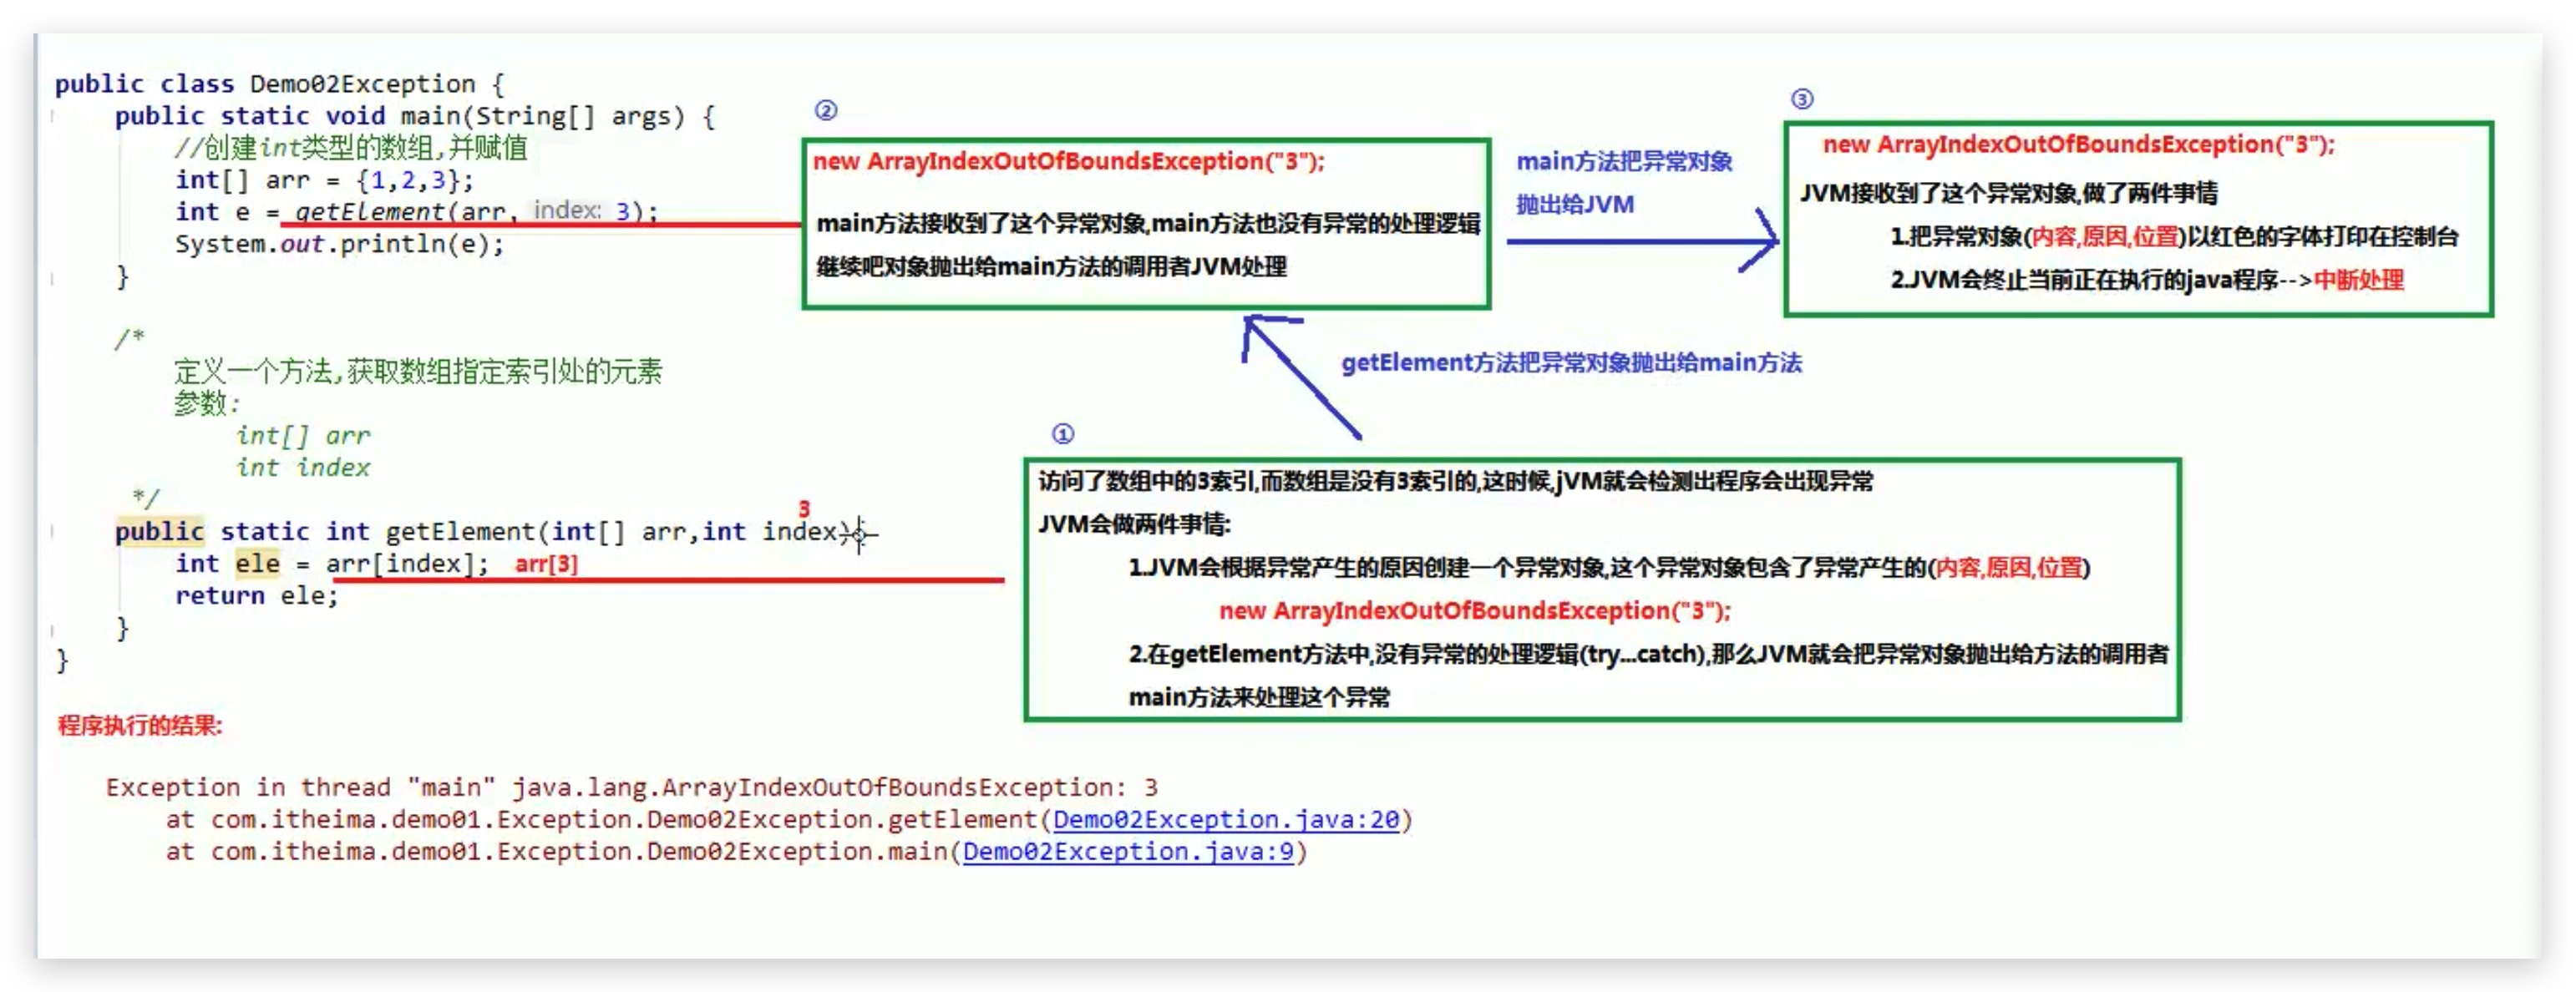 public class Demo02Exception {
public static void main(String[] args) {
//创建int类型的数组,并赋值
int[] arr = {1,2,3};
int e = getElement(arr, index: 3);
System.out.println(e);
}
/*
定义一个方法,获取数组指定索引处的元素
参数:
int[] arr
int index
*/
3
public static int getElement(int[] arr,int index)
int ele = arr[index]; arr[3]
return ele;
}
}
程序执行的结果:
Exception in thread "main" java.lang.ArrayIndexOutOfBoundsException: 3
at com.itheima.demo01.Exception.Demo02Exception.getElement(Demo02Exception.java:20)
at com.itheima.demo01.Exception.Demo02Exception.main(Demo02Exception.java:9)
①
访问了数组中的3索引,而数组是没有3索引的,这时候,jVM就会检测出程序会出现异常
JVM会做两件事情:
1.JVM会根据异常产生的原因创建一个异常对象,这个异常对象包含了异常产生的(内容,原因,位置)
new ArrayIndexOutOfBoundsException("3");
2.在getElement方法中,没有异常的处理逻辑(try...catch),那么JVM就会把异常对象抛出给方法的调用者
main方法来处理这个异常
getElement方法把异常对象抛出给main方法
②
new ArrayIndexOutOfBoundsException("3");
main方法接收到了这个异常对象,main方法也没有异常的处理逻辑
继续吧对象抛出给main方法的调用者JVM处理
main方法把异常对象
抛出给JVM
③
new ArrayIndexOutOfBoundsException("3");
JVM接收到了这个异常对象,做了两件事情
1.把异常对象(内容,原因,位置)以红色的字体打印在控制台
2.JVM会终止当前正在执行的java程序-->中断处理